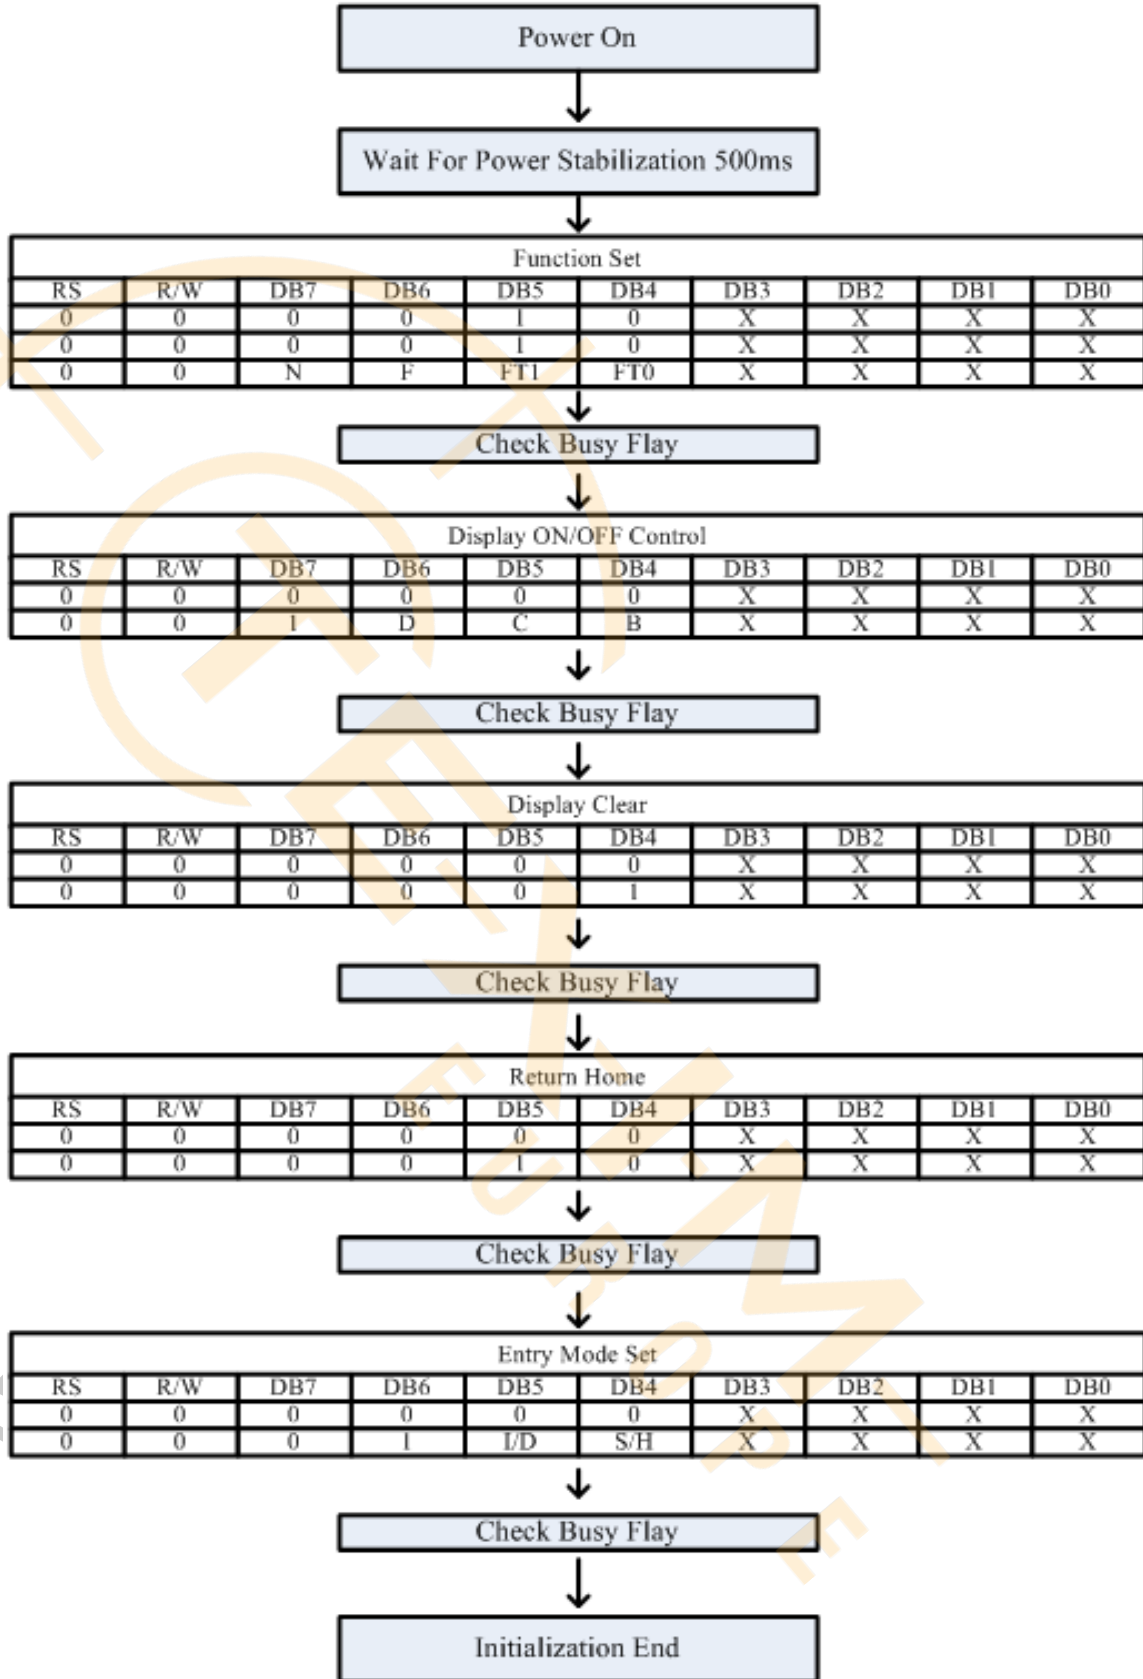 Power On
Wait For Power Stabilization 500ms
Function Set
RS R/W DB7 DB6 DB5 DB4 DB3 DB2 DB1 DB0
0 0 0 0 1 0 X X X X
0 0 0 0 1 0 X X X X
0 0 N F FT1 FT0 X X X X
Check Busy Flay
Display ON/OFF Control
RS R/W DB7 DB6 DB5 DB4 DB3 DB2 DB1 DB0
0 0 0 0 0 0 X X X X
0 0 1 D C B X X X X
Check Busy Flay
Display Clear
RS R/W DB7 DB6 DB5 DB4 DB3 DB2 DB1 DB0
0 0 0 0 0 0 X X X X
0 0 0 0 0 1 X X X X
Check Busy Flay
Return Home
RS R/W DB7 DB6 DB5 DB4 DB3 DB2 DB1 DB0
0 0 0 0 0 0 X X X X
0 0 0 0 1 0 X X X X
Check Busy Flay
Entry Mode Set
RS R/W DB7 DB6 DB5 DB4 DB3 DB2 DB1 DB0
0 0 0 0 0 0 X X X X
0 0 0 1 I/D S/H X X X X
Check Busy Flay
Initialization End
TEXIM
EUROPE